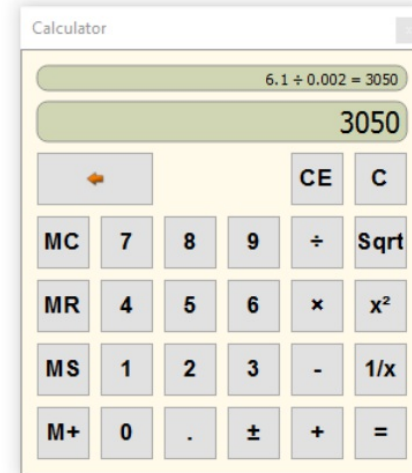 Calculator
6.1 ÷ 0.002 = 3050
3050
CE C
MC 7 8 9 ÷ Sqrt
MR 4 5 6 × x²
MS 1 2 3 - 1/x
M+ 0 . ± + =